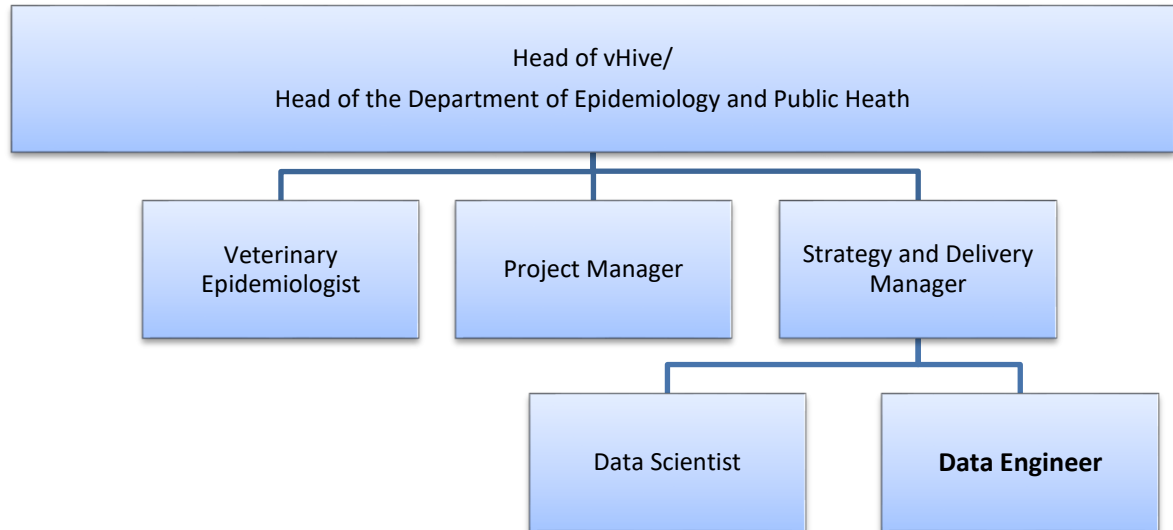 Head of vHive/
Head of the Department of Epidemiology and Public Heath
Veterinary
Epidemiologist
Project Manager
Strategy and Delivery
Manager
Data Scientist
Data Engineer